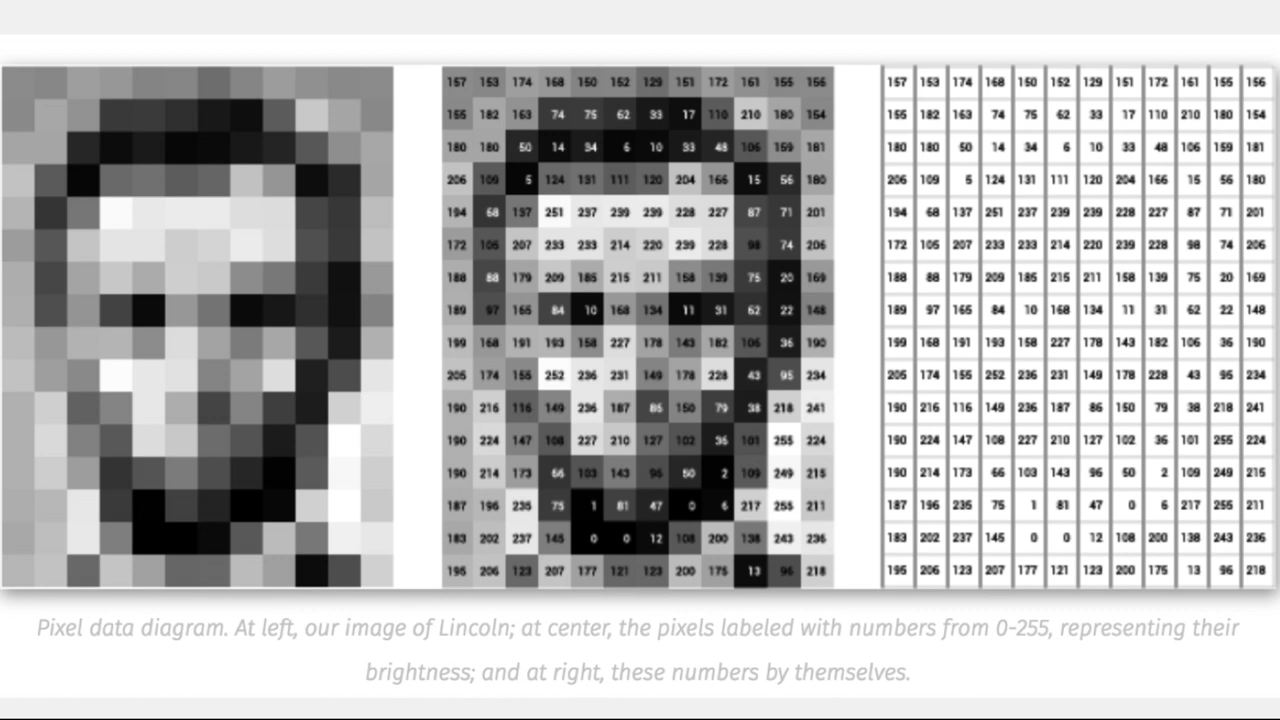 157 153 174 168 150 152 129 151 172 161 155 156 157 153 174 168 150 152 129 151 172 161 155 156
155 182 163 74 75 62 33 17 110 210 180 154 155 182 163 74 75 62 33 17 110 210 180 154
180 180 50 14 34 6 10 33 48 106 159 181 180 180 50 14 34 6 10 33 48 106 159 181
206 109 5 124 131 111 120 204 166 15 56 180 206 109 5 124 131 111 120 204 166 15 56 180
194 68 137 251 237 239 239 228 227 87 71 201 194 68 137 251 237 239 239 228 227 87 71 201
172 105 207 233 233 214 220 239 228 98 74 206 172 105 207 233 233 214 220 239 228 98 74 206
188 88 179 209 185 215 211 158 139 75 20 169 188 88 179 209 185 215 211 158 139 75 20 169
189 97 165 84 10 168 134 11 31 62 22 148 189 97 165 84 10 168 134 11 31 62 22 148
199 168 191 193 158 227 178 143 182 106 36 190 199 168 191 193 158 227 178 143 182 106 36 190
205 174 155 252 236 231 149 178 228 43 95 234 205 174 155 252 236 231 149 178 228 43 95 234
190 216 116 149 236 187 86 150 79 38 218 241 190 216 116 149 236 187 86 150 79 38 218 241
190 224 147 108 227 210 127 102 36 101 255 224 190 224 147 108 227 210 127 102 36 101 255 224
190 214 173 66 103 143 96 50 2 109 249 215 190 214 173 66 103 143 96 50 2 109 249 215
187 196 235 75 1 81 47 0 6 217 255 211 187 196 235 75 1 81 47 0 6 217 255 211
183 202 237 145 0 0 12 108 200 138 243 236 183 202 237 145 0 0 12 108 200 138 243 236
195 206 123 207 177 121 123 200 175 13 96 218 195 206 123 207 177 121 123 200 175 13 96 218
Pixel data diagram. At left, our image of Lincoln; at center, the pixels labeled with numbers from 0-255, representing their
brightness; and at right, these numbers by themselves.